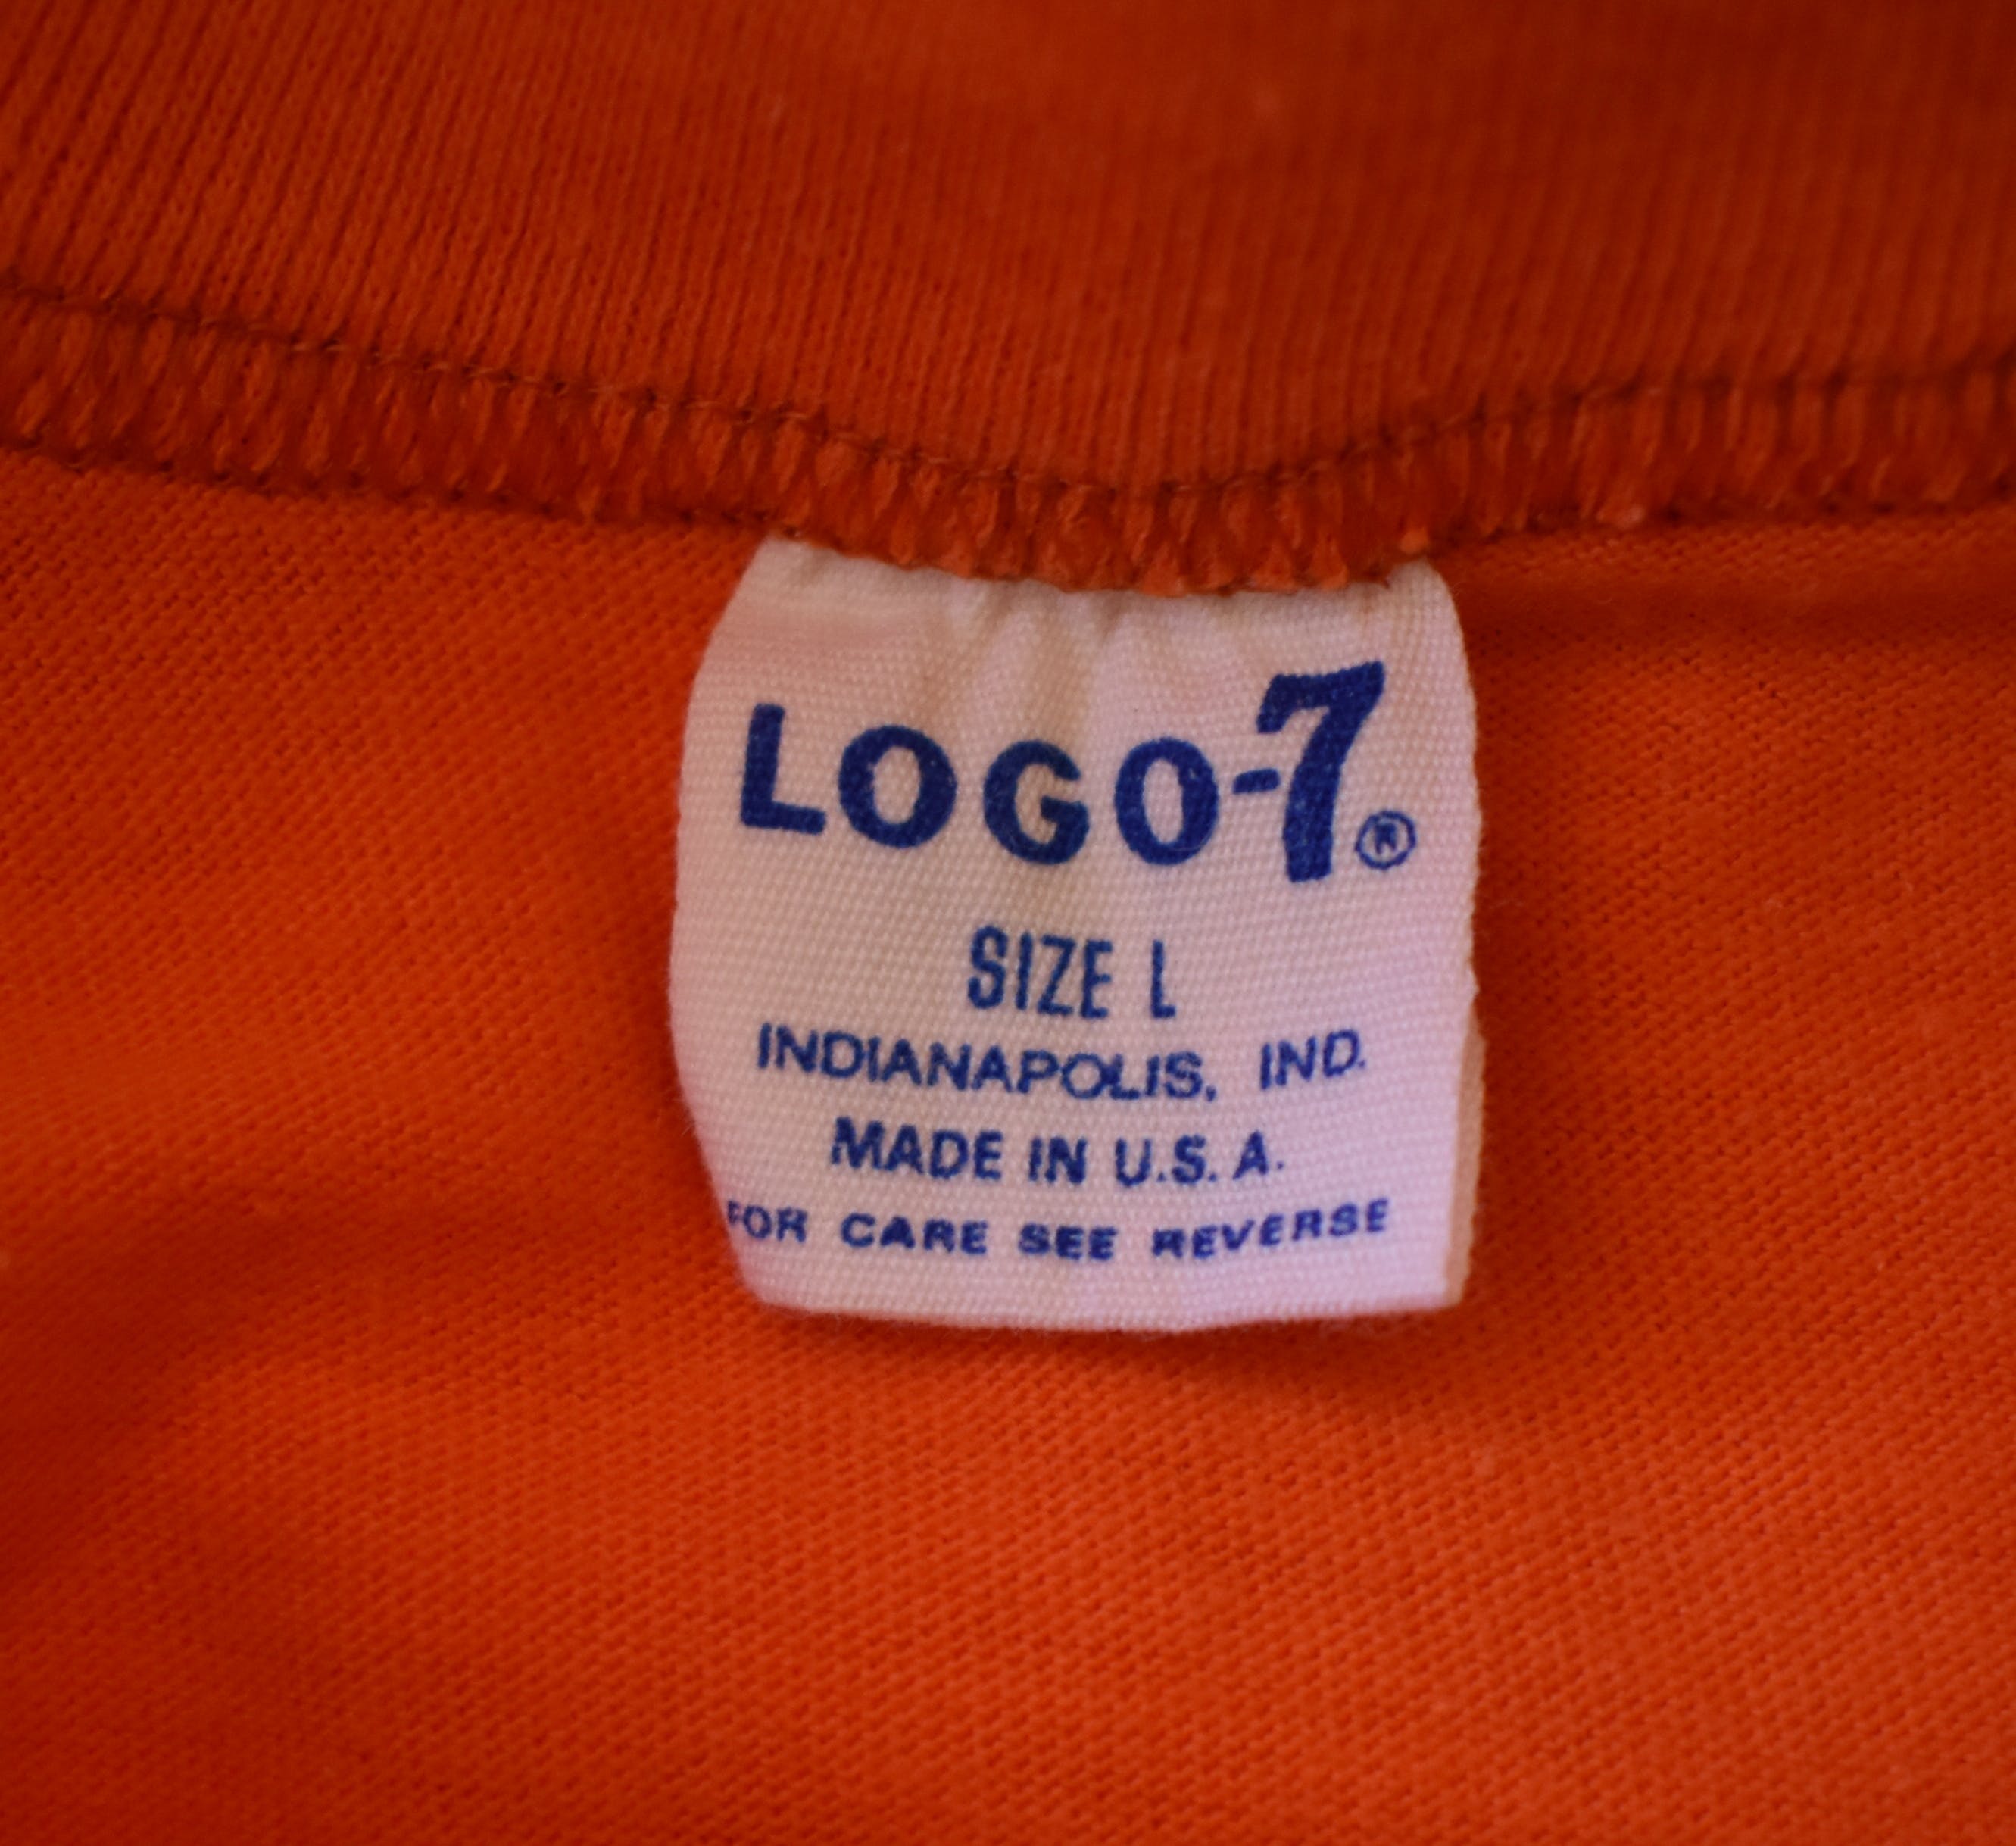 LOGO-7®
SIZE L
INDIANAPOLIS, IND.
MADE IN U.S.A.
FOR CARE SEE REVERSE